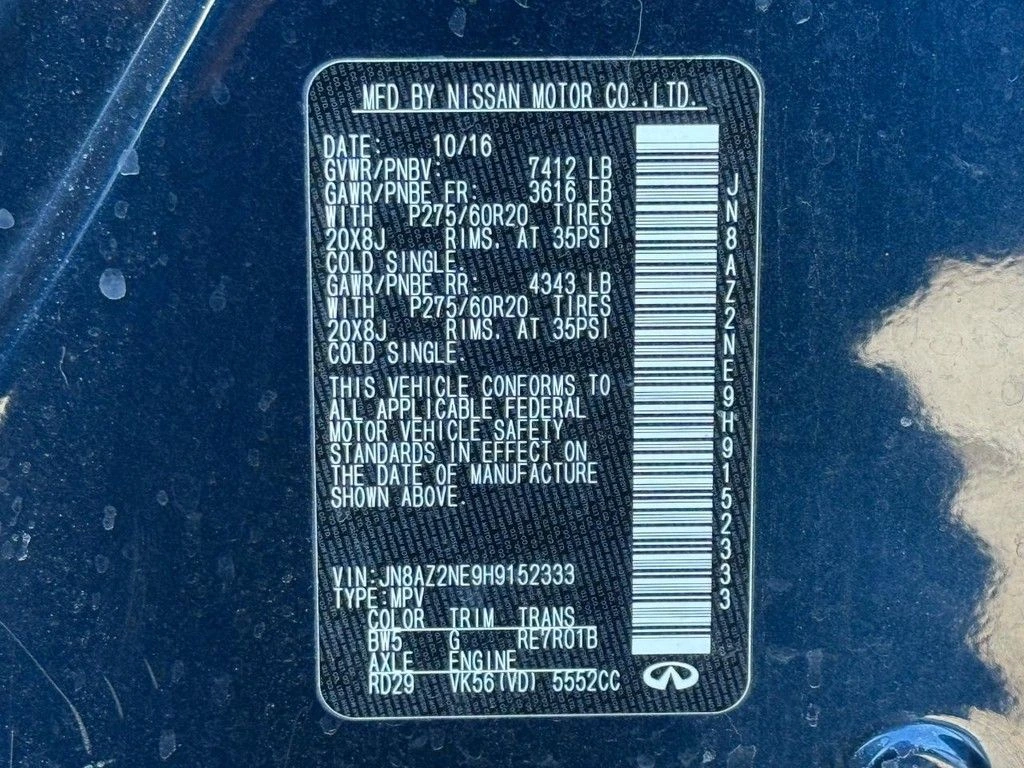 MFD BY NISSAN MOTOR CO.,LTD.
DATE: 10/16
GVWR/PNBV: 7412 LB
GAWR/PNBE FR: 3616 LB
WITH P275/60R20 TIRES
20X8J RIMS. AT 35PSI
COLD SINGLE.
GAWR/PNBE RR: 4343 LB
WITH P275/60R20 TIRES
20X8J RIMS. AT 35PSI
COLD SINGLE.
THIS VEHICLE CONFORMS TO
ALL APPLICABLE FEDERAL
MOTOR VEHICLE SAFETY
STANDARDS IN EFFECT ON
THE DATE OF MANUFACTURE
SHOWN ABOVE.
VIN:JN8AZ2NE9H9152333
TYPE:MPV
COLOR TRIM TRANS
BW5 G RE7R01B
AXLE ENGINE
RD29 VK56(VD) 5552CC
JN8AZ2NE9H9152333